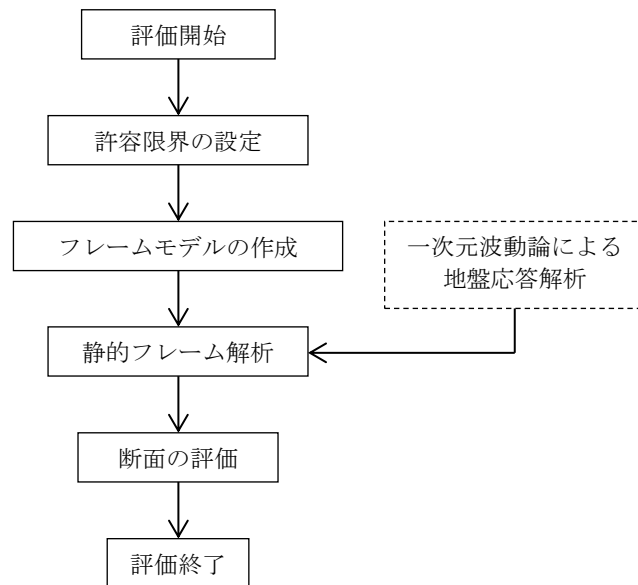 評価開始
許容限界の設定
フレームモデルの作成
一次元波動論による
地盤応答解析
静的フレーム解析
断面の評価
評価終了